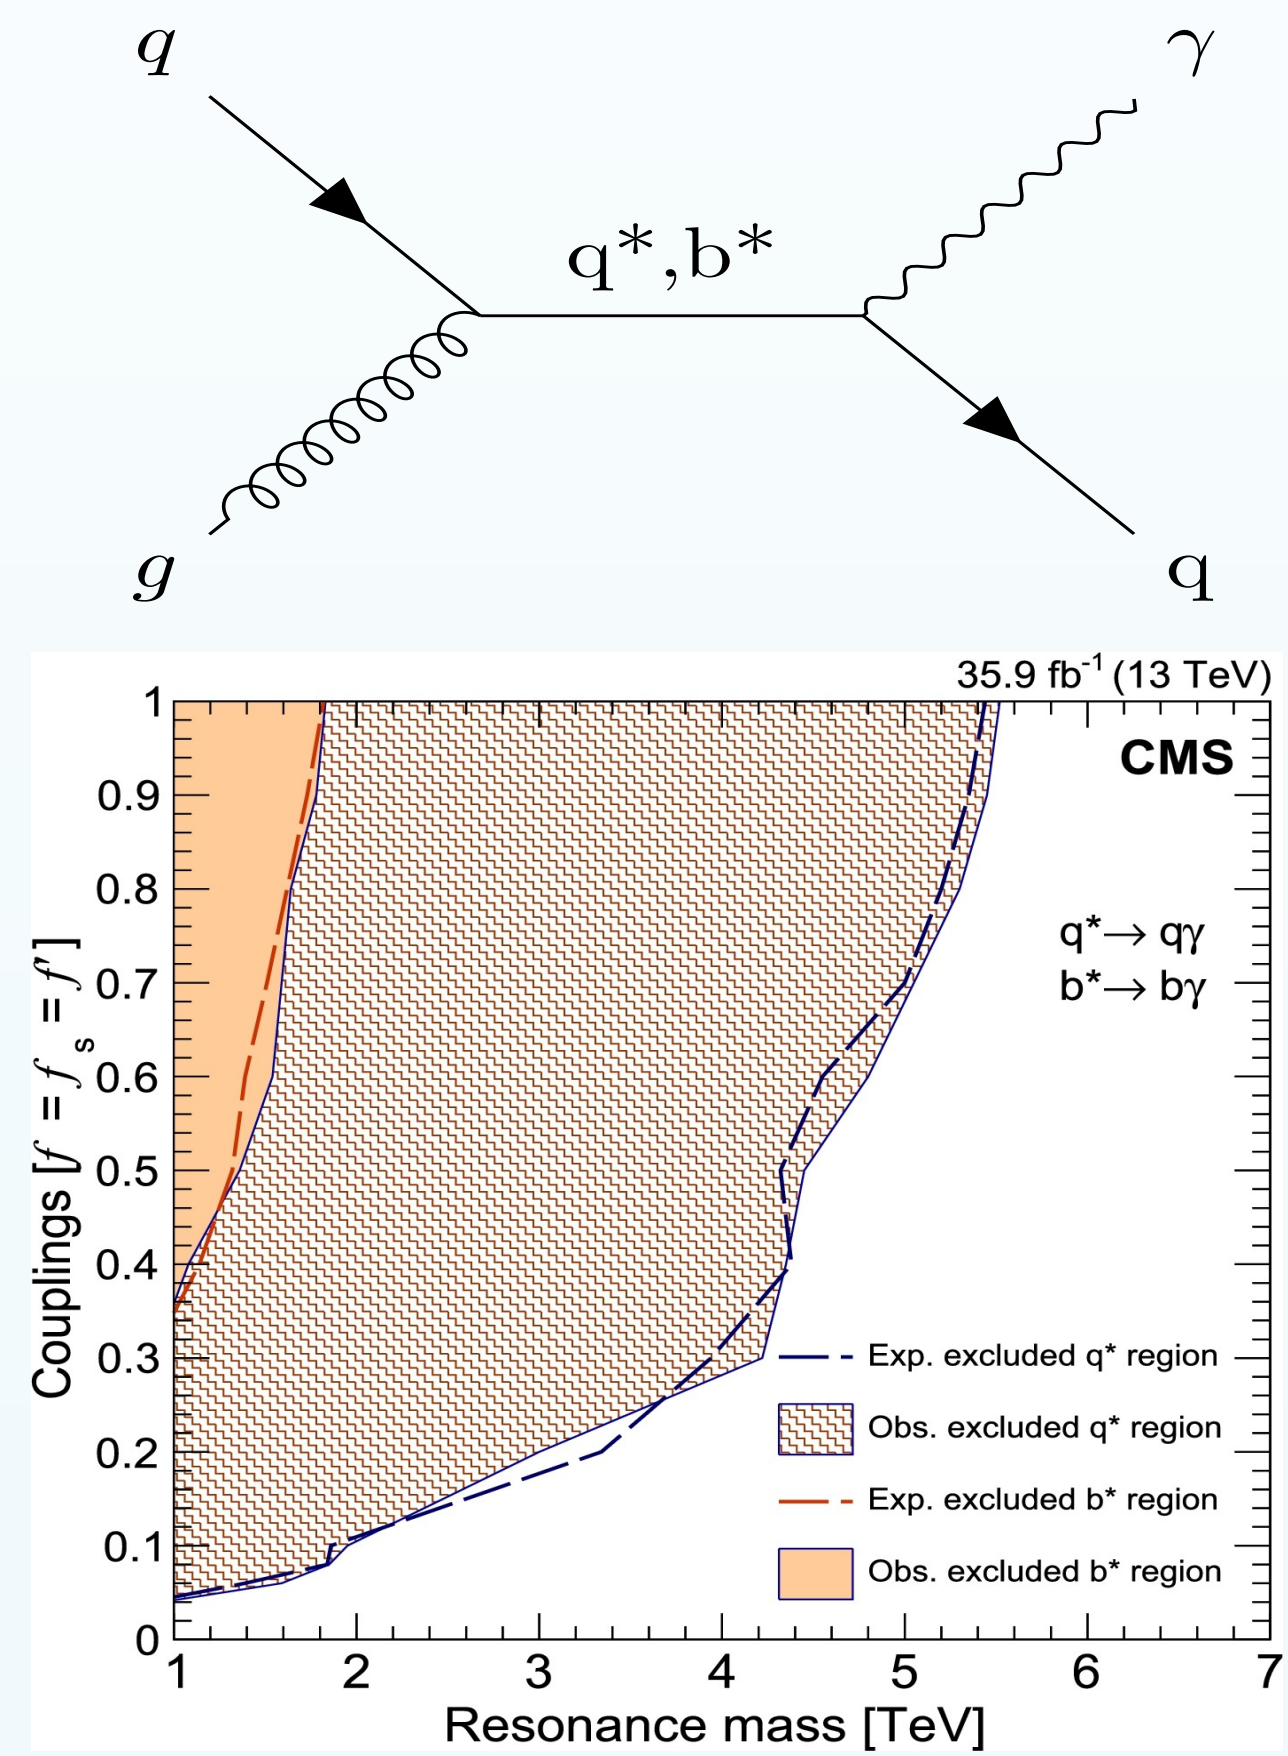 q
γ
q*,b*
g
q
35.9 fb⁻¹ (13 TeV)
CMS
q*→ qγ
b*→ bγ
Couplings [f = f s = f']
1
0.9
0.8
0.7
0.6
0.5
0.4
0.3
0.2
0.1
0
Exp. excluded q* region
Obs. excluded q* region
Exp. excluded b* region
Obs. excluded b* region
1 2 3 4 5 6 7
Resonance mass [TeV]